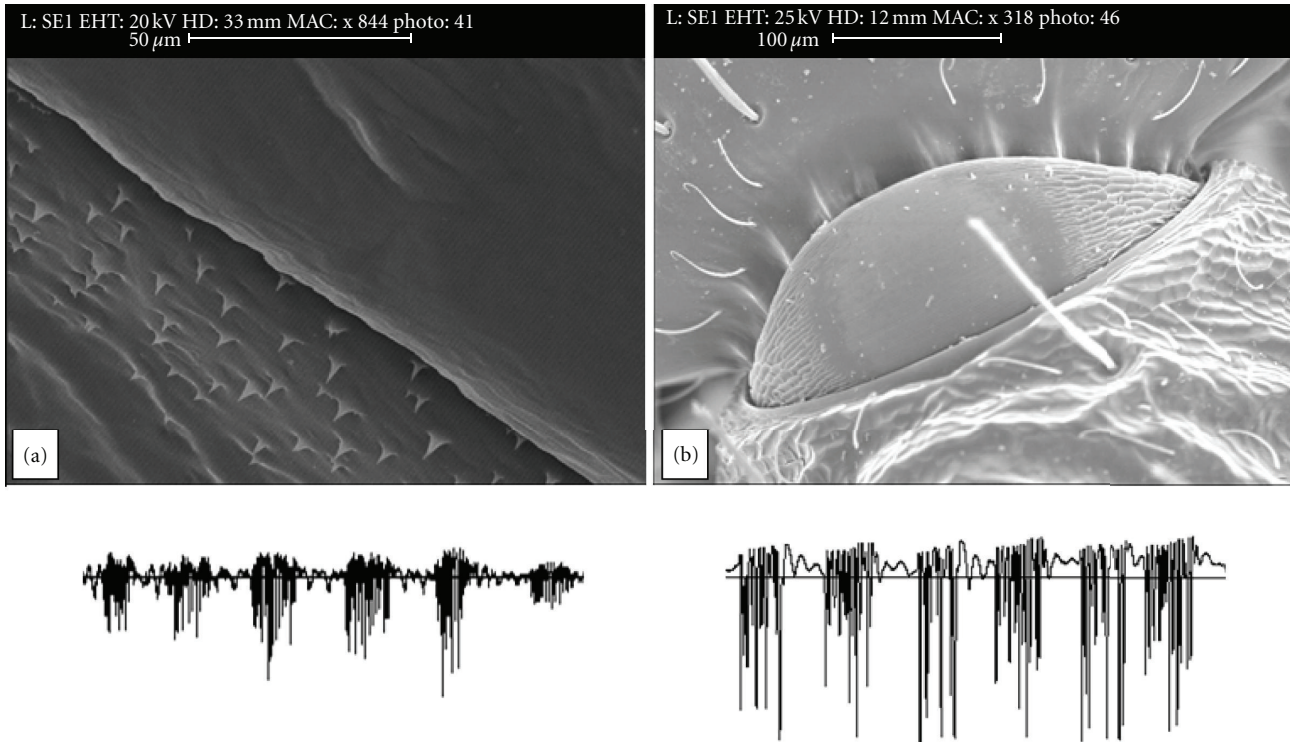 L: SE1 EHT: 20 kV HD: 33 mm MAC: x 844 photo: 41
50 µm
L: SE1 EHT: 25 kV HD: 12 mm MAC: x 318 photo: 46
100 µm
(a)
(b)